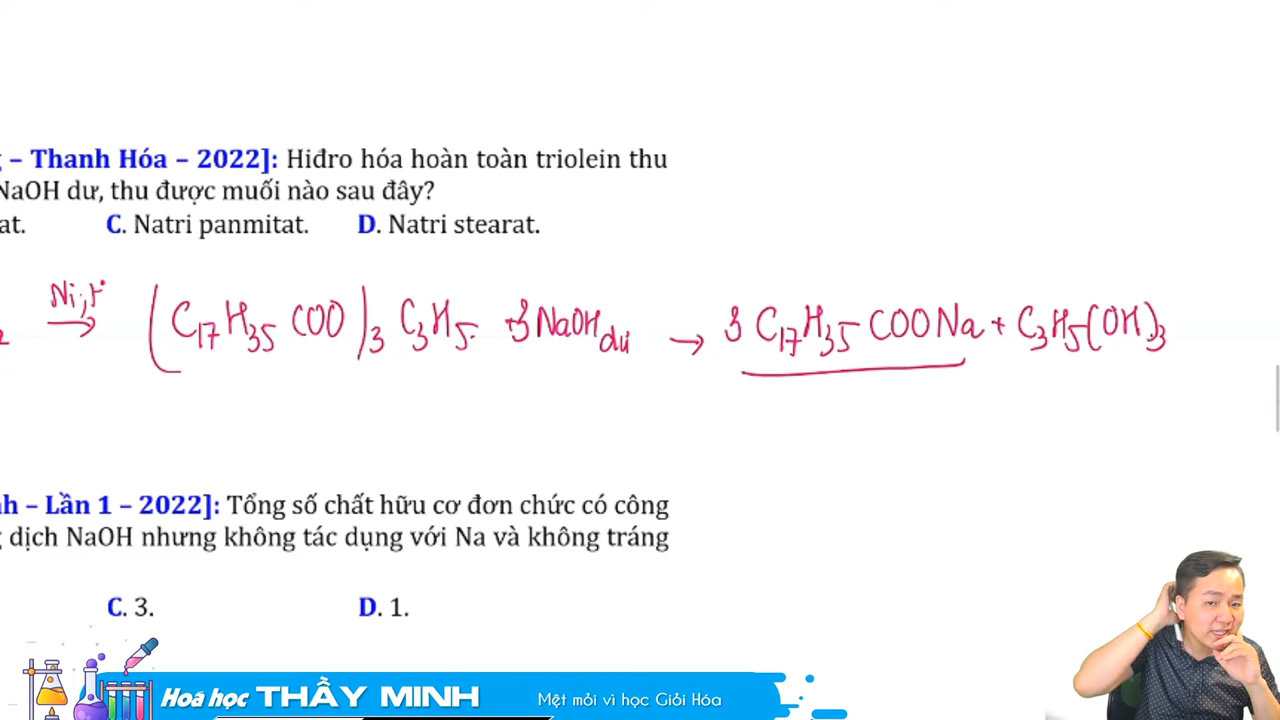 – Thanh Hóa – 2022]: Hiđro hóa hoàn toàn triolein thu
NaOH dư, thu được muối nào sau đây?
at. C. Natri panmitat. D. Natri stearat.
Ni, t°
→ (C₁₇H₃₅COO)₃C₃H₅ + 3NaOH dư → 3C₁₇H₃₅COONa + C₃H₅(OH)₃
nh – Lần 1 – 2022]: Tổng số chất hữu cơ đơn chức có công
dịch NaOH nhưng không tác dụng với Na và không tráng
C. 3. D. 1.
Hoá học THẦY MINH Mệt mỏi vì học Giỏi Hóa